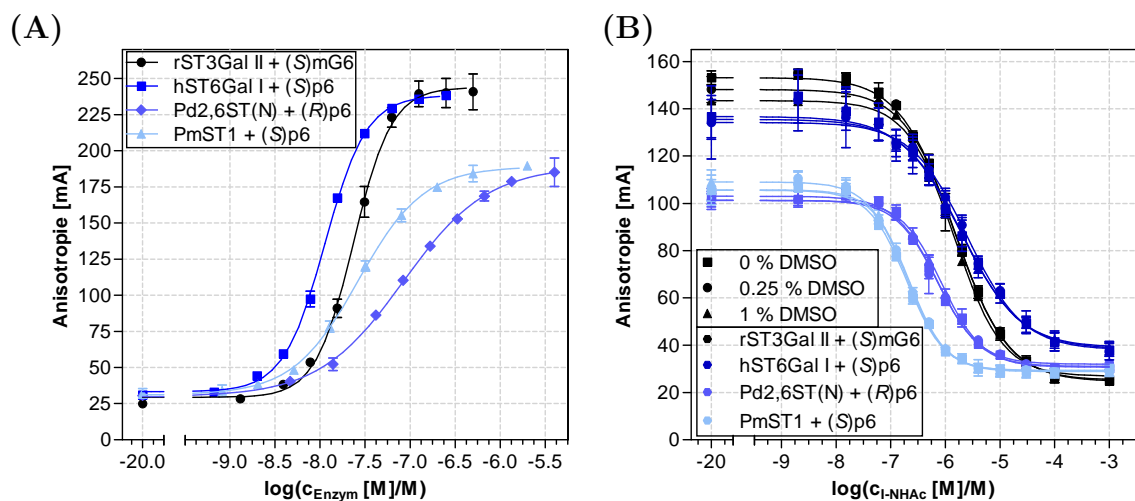 (A)
rST3Gal II + (S)mG6
hST6Gal I + (S)p6
Pd2,6ST(N) + (R)p6
PmST1 + (S)p6
Anisotropie [mA]
250
225
200
175
150
125
100
75
50
25
0
-20.0 -9.0 -8.5 -8.0 -7.5 -7.0 -6.5 -6.0 -5.5
log(cEnzym [M]/M)
(B)
Anisotropie [mA]
160
140
120
100
80
60
40
20
0
0 % DMSO
0.25 % DMSO
1 % DMSO
rST3Gal II + (S)mG6
hST6Gal I + (S)p6
Pd2,6ST(N) + (R)p6
PmST1 + (S)p6
-20 -9 -8 -7 -6 -5 -4 -3
log(cI-NHAc [M]/M)